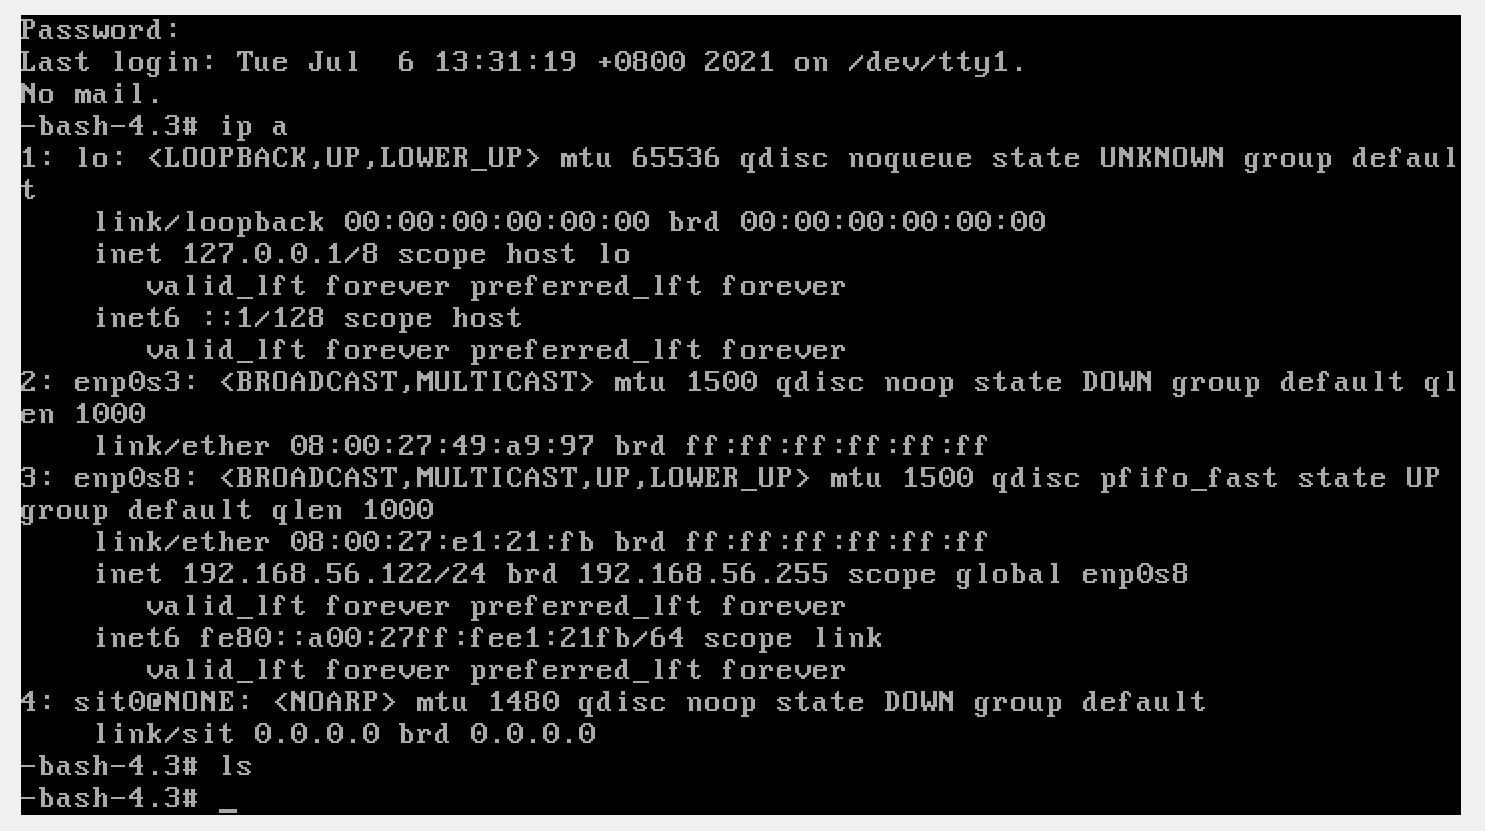 Password:
Last login: Tue Jul  6 13:31:19 +0800 2021 on /dev/tty1.
No mail.
-bash-4.3# ip a
1: lo: <LOOPBACK,UP,LOWER_UP> mtu 65536 qdisc noqueue state UNKNOWN group defaul
t
    link/loopback 00:00:00:00:00:00 brd 00:00:00:00:00:00
    inet 127.0.0.1/8 scope host lo
       valid_lft forever preferred_lft forever
    inet6 ::1/128 scope host
       valid_lft forever preferred_lft forever
2: enp0s3: <BROADCAST,MULTICAST> mtu 1500 qdisc noop state DOWN group default ql
en 1000
    link/ether 08:00:27:49:a9:97 brd ff:ff:ff:ff:ff:ff
3: enp0s8: <BROADCAST,MULTICAST,UP,LOWER_UP> mtu 1500 qdisc pfifo_fast state UP
group default qlen 1000
    link/ether 08:00:27:e1:21:fb brd ff:ff:ff:ff:ff:ff
    inet 192.168.56.122/24 brd 192.168.56.255 scope global enp0s8
       valid_lft forever preferred_lft forever
    inet6 fe80::a00:27ff:fee1:21fb/64 scope link
       valid_lft forever preferred_lft forever
4: sit0@NONE: <NOARP> mtu 1480 qdisc noop state DOWN group default
    link/sit 0.0.0.0 brd 0.0.0.0
-bash-4.3# ls
-bash-4.3# _